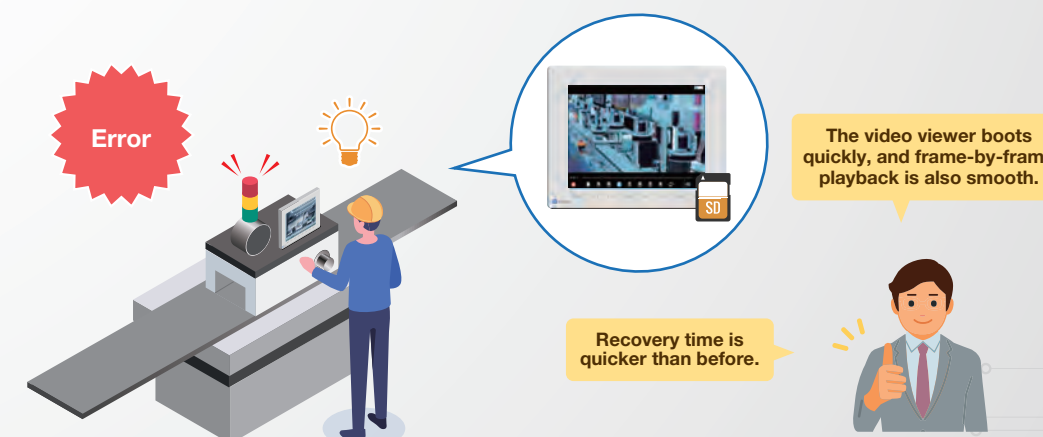 Error
SD
The video viewer boots
quickly, and frame-by-fram
playback is also smooth.
Recovery time is
quicker than before.